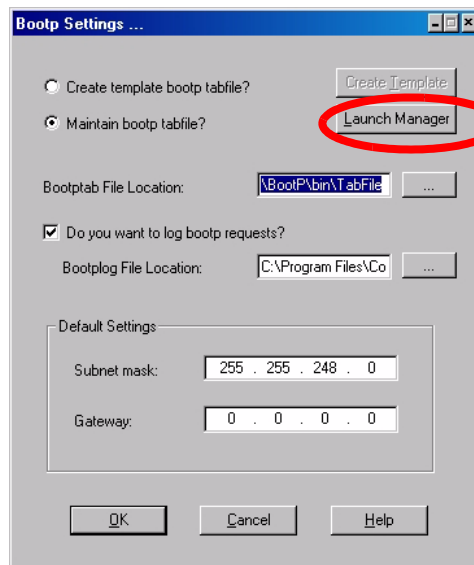 Bootp Settings ...
Create template bootp tabfile?
Create Template
Maintain bootp tabfile?
Launch Manager
Bootptab File Location:
\BootP\bin\TabFile
...
Do you want to log bootp requests?
Bootplog File Location:
C:\Program Files\Co
...
Default Settings
Subnet mask:
255 . 255 . 248 . 0
Gateway:
0 . 0 . 0 . 0
OK
Cancel
Help